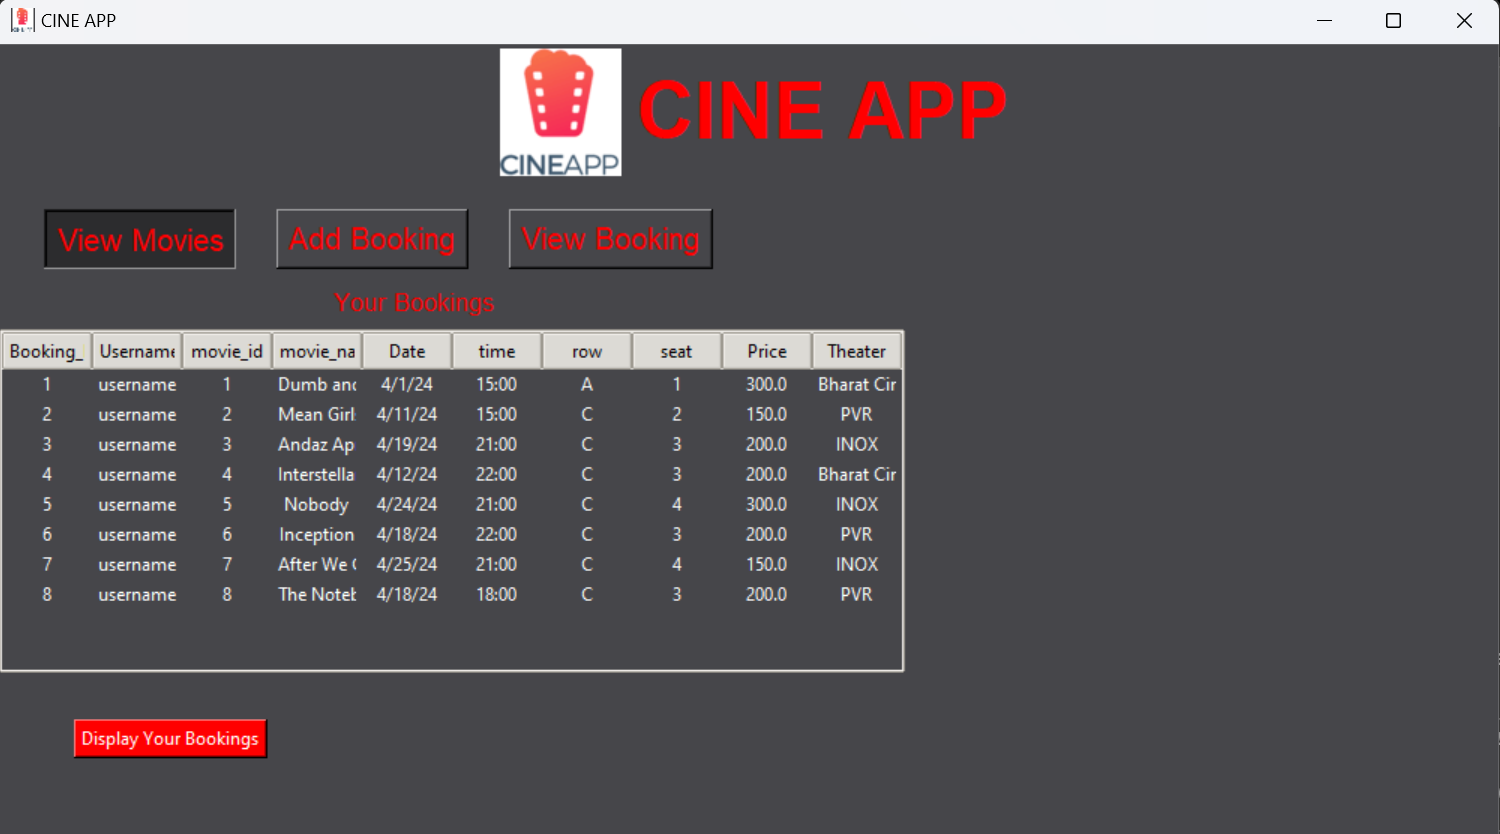 CINE APP
CINEAPP
CINE APP
View Movies Add Booking View Booking
Your Bookings
Booking_ Username movie_id movie_na Date time row seat Price Theater
1 username 1 Dumb and 4/1/24 15:00 A 1 300.0 Bharat Cir
2 username 2 Mean Girl 4/11/24 15:00 C 2 150.0 PVR
3 username 3 Andaz Ap 4/19/24 21:00 C 3 200.0 INOX
4 username 4 Interstella 4/12/24 22:00 C 3 200.0 Bharat Cir
5 username 5 Nobody 4/24/24 21:00 C 4 300.0 INOX
6 username 6 Inception 4/18/24 22:00 C 3 200.0 PVR
7 username 7 After We 4/25/24 21:00 C 4 150.0 INOX
8 username 8 The Noteb 4/18/24 18:00 C 3 200.0 PVR
Display Your Bookings